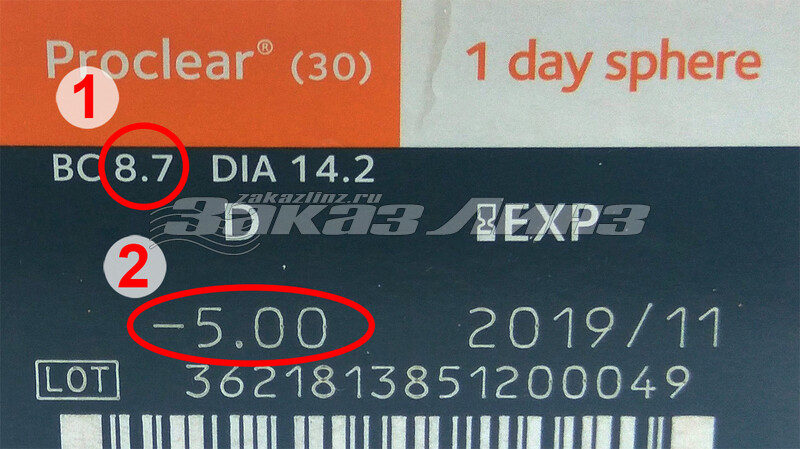 Proclear® (30) 1 day sphere
1
BC 8.7 DIA 14.2
zakazlinz.ru
Заказ Линз
D EXP
2
-5.00 2019/11
LOT 3621813851200049